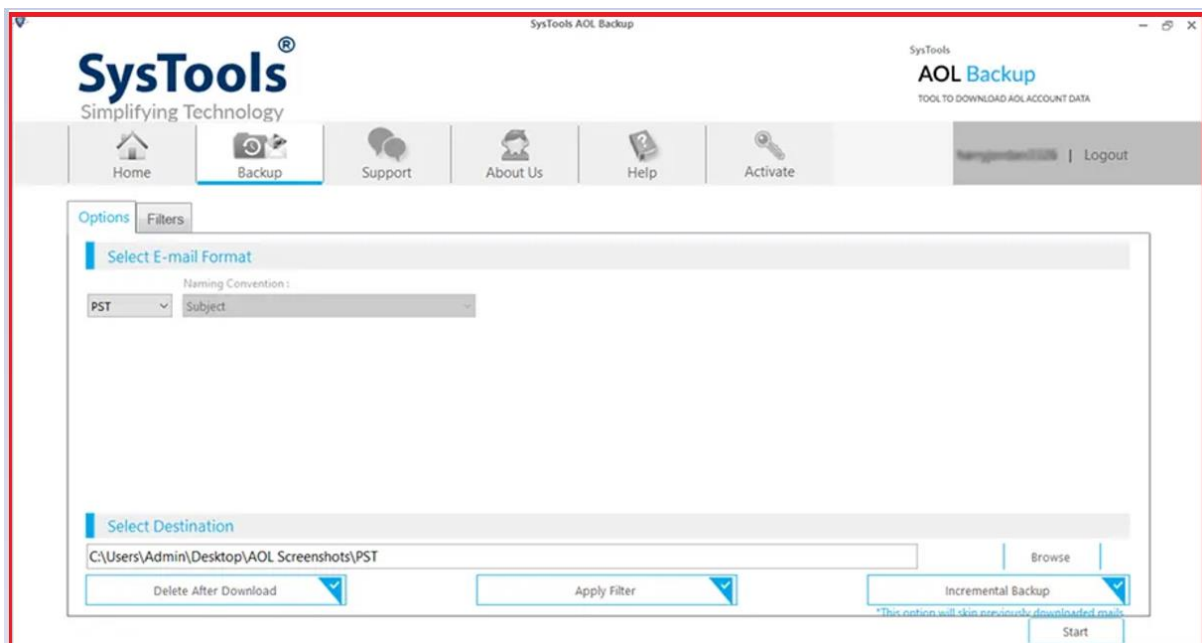 SysTools AOL Backup
SysTools®
Simplifying Technology
SysTools
AOL Backup
TOOL TO DOWNLOAD AOL ACCOUNT DATA
Home Backup Support About Us Help Activate
| Logout
Options Filters
Select E-mail Format
Naming Convention :
PST Subject
Select Destination
C:\Users\Admin\Desktop\AOL Screenshots\PST
Browse
Delete After Download Apply Filter Incremental Backup
*This option will skip previously downloaded mails
Start